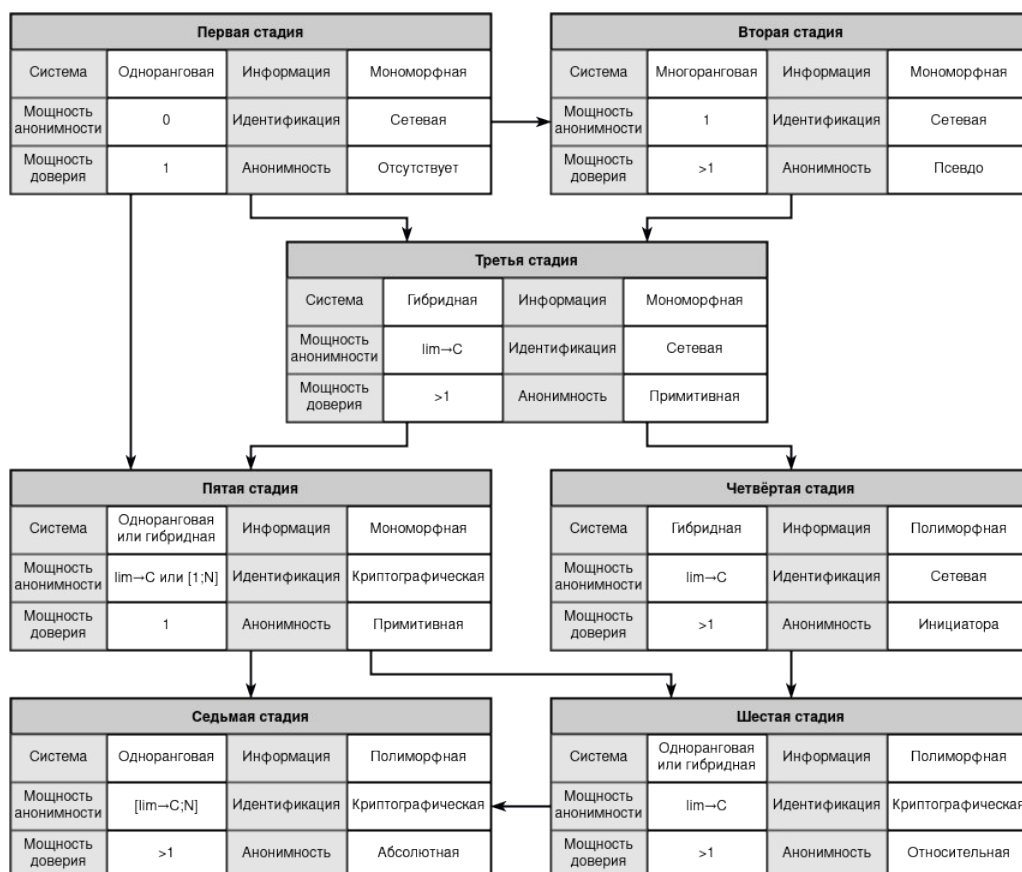 Первая стадия
Система Одноранговая Информация Мономорфная
Мощность анонимности 0 Идентификация Сетевая
Мощность доверия 1 Анонимность Отсутствует
Вторая стадия
Система Многоранговая Информация Мономорфная
Мощность анонимности 1 Идентификация Сетевая
Мощность доверия >1 Анонимность Псевдо
Третья стадия
Система Гибридная Информация Мономорфная
Мощность анонимности lim→C Идентификация Сетевая
Мощность доверия >1 Анонимность Примитивная
Пятая стадия
Система Одноранговая или гибридная Информация Мономорфная
Мощность анонимности lim→C или [1;N] Идентификация Криптографическая
Мощность доверия 1 Анонимность Примитивная
Четвёртая стадия
Система Гибридная Информация Полиморфная
Мощность анонимности lim→C Идентификация Сетевая
Мощность доверия >1 Анонимность Инициатора
Седьмая стадия
Система Одноранговая Информация Полиморфная
Мощность анонимности [lim→C;N] Идентификация Криптографическая
Мощность доверия >1 Анонимность Абсолютная
Шестая стадия
Система Одноранговая или гибридная Информация Полиморфная
Мощность анонимности lim→C Идентификация Криптографическая
Мощность доверия >1 Анонимность Относительная